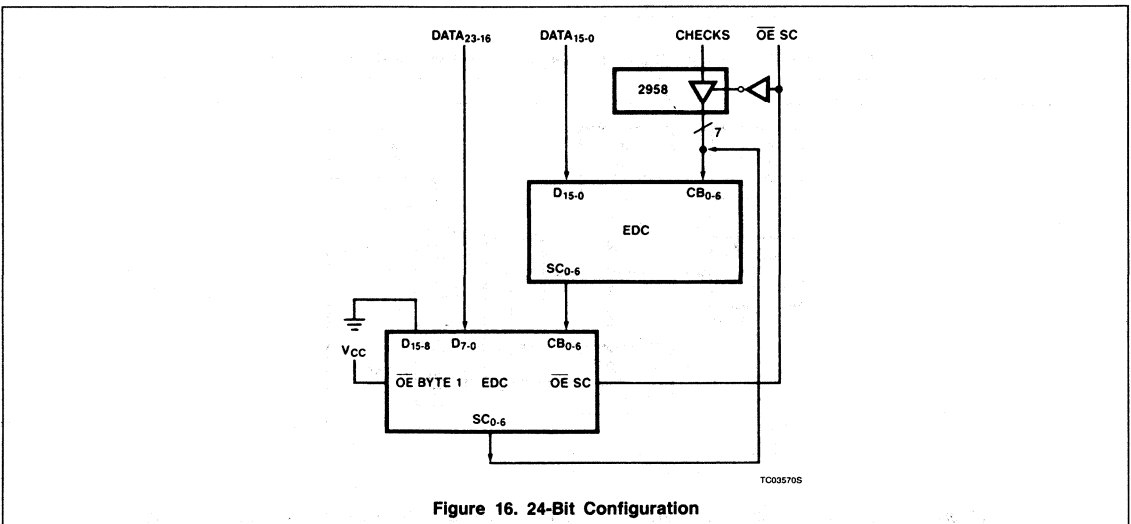 DATA23-16 DATA15-0 CHECKS OE SC
2958
7
D15-0 CB0-6
EDC
SC0-6
D15-8 D7-0 CB0-6
VCC
OE BYTE 1 EDC OE SC
SC0-6
TC03570S
Figure 16. 24-Bit Configuration